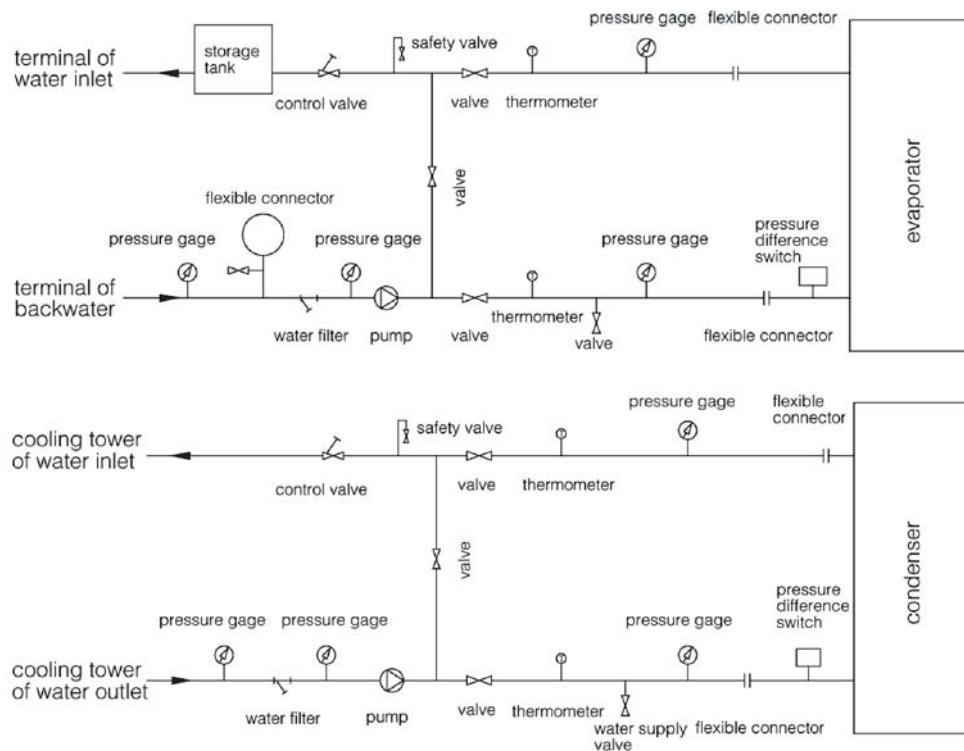 pressure gage
flexible connector
safety valve
storage
tank
terminal of
water inlet
control valve
valve
thermometer
valve
flexible connector
pressure gage
pressure gage
pressure gage
pressure
difference
switch
evaporator
terminal of
backwater
water filter
pump
valve
thermometer
valve
flexible connector
pressure gage
flexible
connector
safety valve
cooling tower
of water inlet
control valve
valve
thermometer
valve
condenser
pressure gage
pressure gage
pressure gage
pressure
difference
switch
cooling tower
of water outlet
water filter
pump
valve
thermometer
water supply
valve
flexible connector